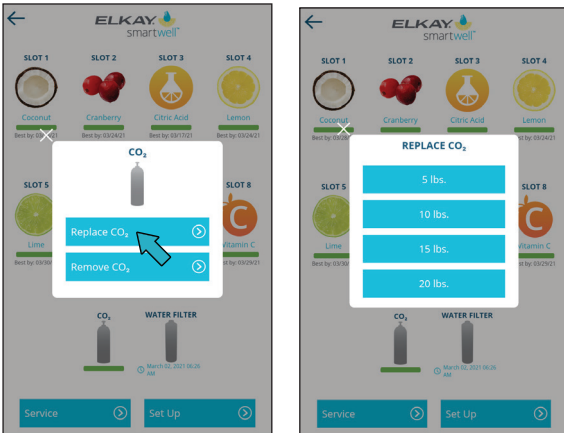 ELKAY
smartwell
SLOT 1 SLOT 2 SLOT 3 SLOT 4
Coconut Cranberry Citric Acid Lemon
Best by: 03/24/21 Best by: 03/17/21 Best by: 03/24/21
CO₂
SLOT 5 SLOT 8
Replace CO₂
Lime Vitamin C
Best by: 03/29/21
Remove CO₂
CO₂ WATER FILTER
March 02, 2021 06:26
AM
Service Set Up
ELKAY
smartwell
SLOT 1 SLOT 2 SLOT 3 SLOT 4
Coconut Cranberry Citric Acid Lemon
Best by: 03/24/21 Best by: 03/17/21 Best by: 03/24/21
REPLACE CO₂
5 lbs.
SLOT 5 SLOT 8
10 lbs.
Lime Vitamin C
15 lbs.
20 lbs.
CO₂ WATER FILTER
March 02, 2021 06:26
AM
Service Set Up